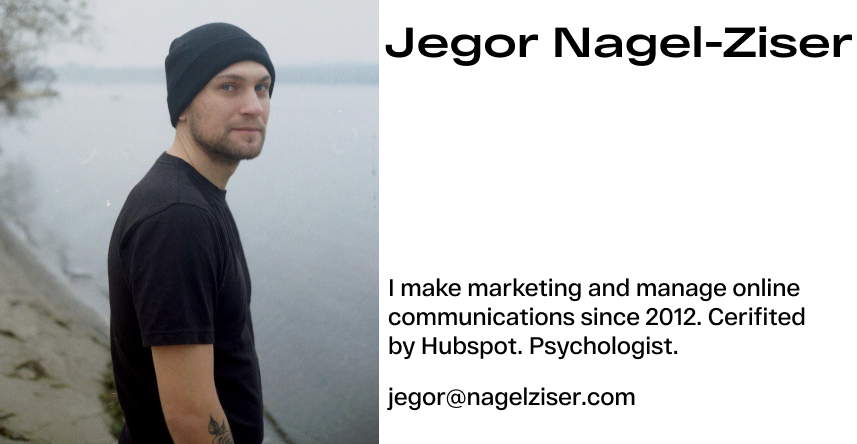 Jegor Nagel-Ziser
I make marketing and manage online
communications since 2012. Cerifited
by Hubspot. Psychologist.
jegor@nagelziser.com